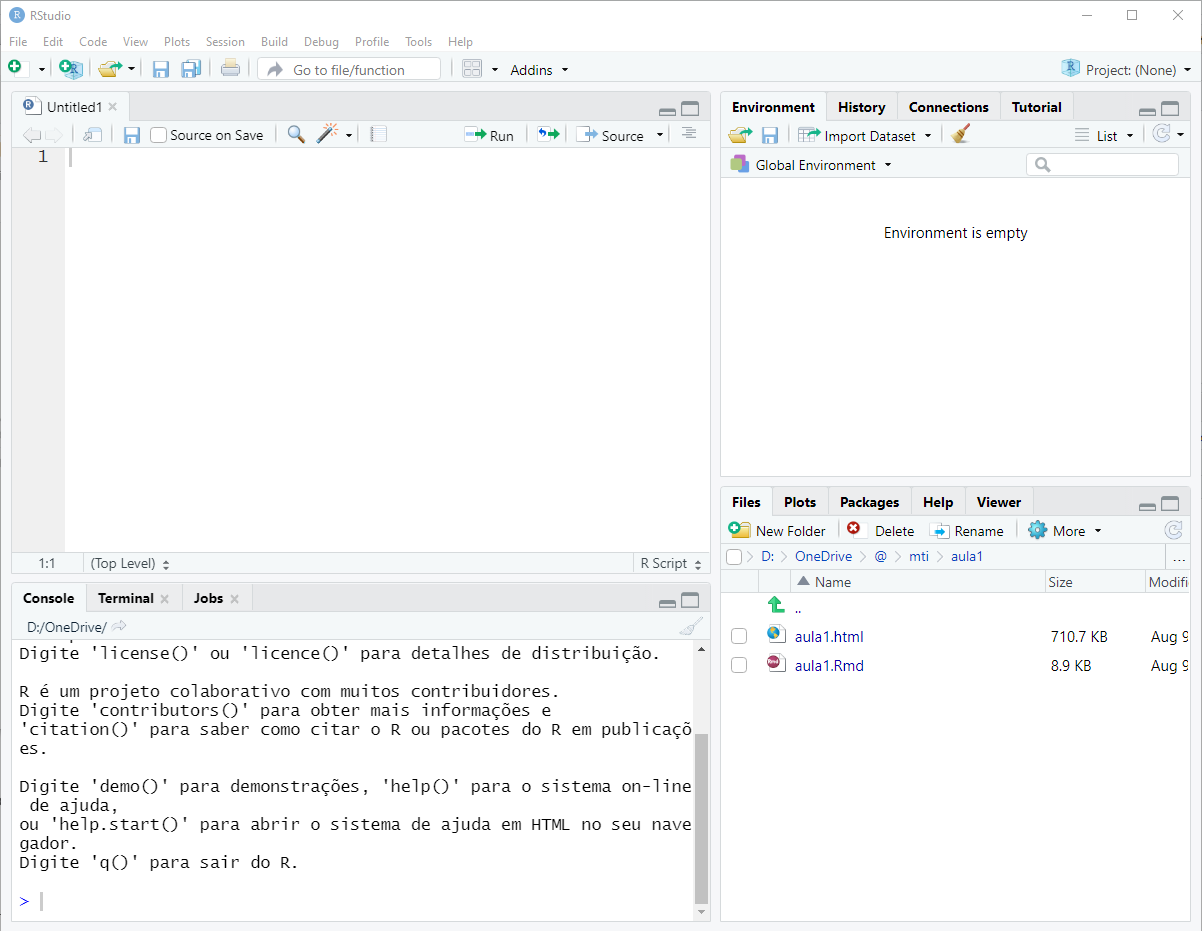 RStudio
File Edit Code View Plots Session Build Debug Profile Tools Help
Go to file/function Addins Project: (None)
Untitled1
Source on Save Run Source
1
1:1 (Top Level) R Script
Console Terminal Jobs
D:/OneDrive/
Digite 'license()' ou 'licence()' para detalhes de distribuição.
R é um projeto colaborativo com muitos contribuidores.
Digite 'contributors()' para obter mais informações e
'citation()' para saber como citar o R ou pacotes do R em publicaçõ
es.
Digite 'demo()' para demonstrações, 'help()' para o sistema on-line
de ajuda,
ou 'help.start()' para abrir o sistema de ajuda em HTML no seu nave
gador.
Digite 'q()' para sair do R.
>
Environment History Connections Tutorial
Import Dataset List
Global Environment
Environment is empty
Files Plots Packages Help Viewer
New Folder Delete Rename More
D: OneDrive @ mti aula1 ...
Name Size Modifi
..
aula1.html 710.7 KB Aug 9
aula1.Rmd 8.9 KB Aug 9